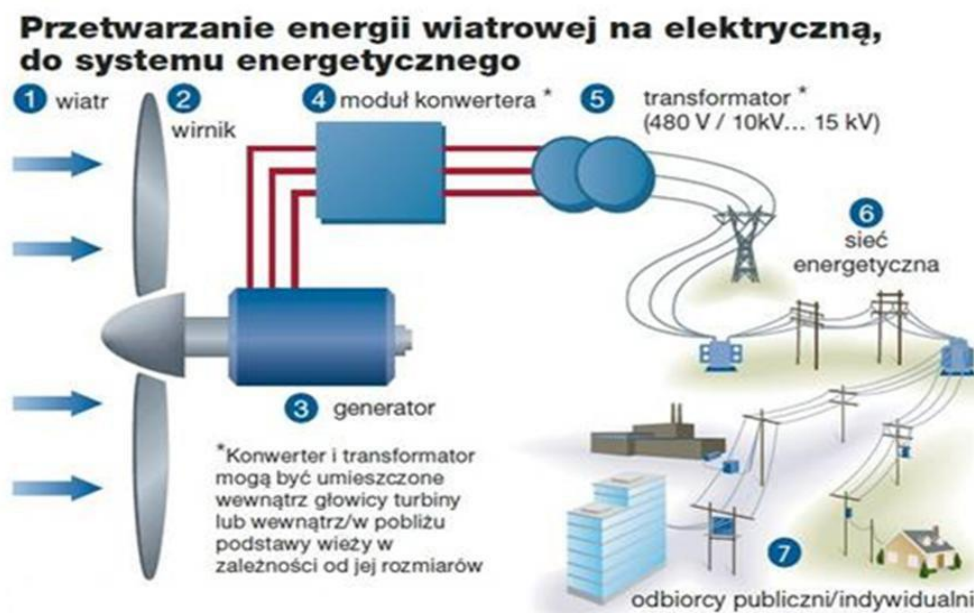 Przetwarzanie energii wiatrowej na elektryczną,
do systemu energetycznego
1 wiatr
2
wirnik
4 moduł konwertera *
5 transformator *
(480 V / 10kV... 15 kV)
6
sieć
energetyczna
3 generator
*Konwerter i transformator
mogą być umieszczone
wewnątrz głowicy turbiny
lub wewnątrz/w pobliżu
podstawy wieży w
zależności od jej rozmiarów
7
odbiorcy publiczni/indywidualni